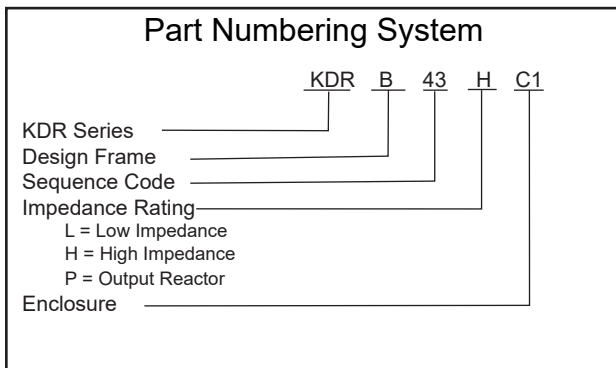 Part Numbering System
KDR B 43 H C1
KDR Series
Design Frame
Sequence Code
Impedance Rating
L = Low Impedance
H = High Impedance
P = Output Reactor
Enclosure